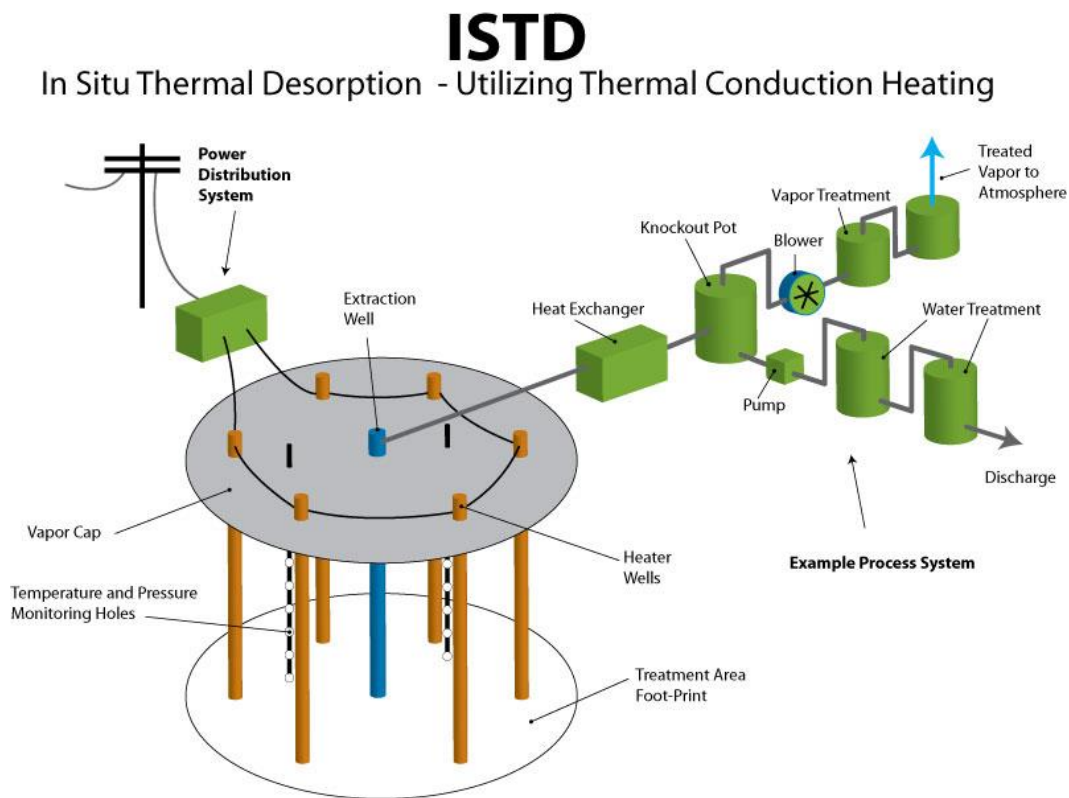 ISTD
In Situ Thermal Desorption - Utilizing Thermal Conduction Heating
Power
Distribution
System
Treated
Vapor to
Atmosphere
Vapor Treatment
Knockout Pot
Blower
Extraction
Well
Heat Exchanger
Water Treatment
Pump
Discharge
Vapor Cap
Heater
Wells
Example Process System
Temperature and Pressure
Monitoring Holes
Treatment Area
Foot-Print